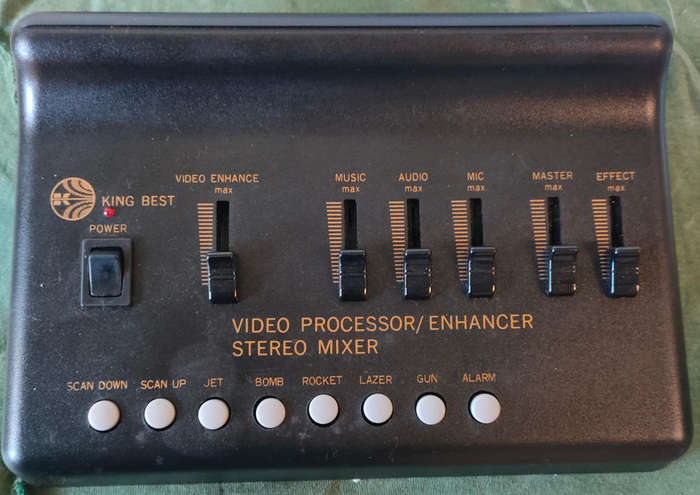 VIDEO ENHANCE
max
MUSIC
max
AUDIO
max
MIC
max
MASTER
max
EFFECT
max
K
KING BEST
POWER
VIDEO PROCESSOR/ENHANCER
STEREO MIXER
SCAN DOWN
SCAN UP
JET
BOMB
ROCKET
LAZER
GUN
ALARM